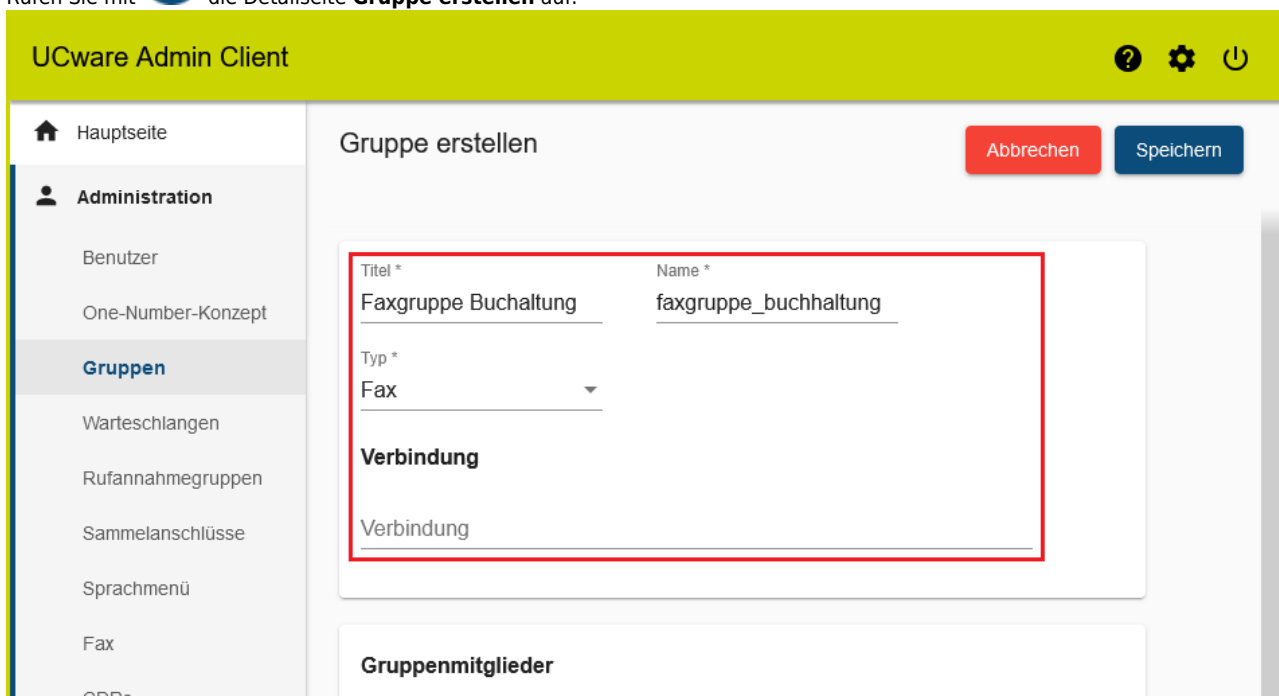 Rufen Sie mit die Detailseite Gruppe erstellen auf.
UCware Admin Client
Hauptseite
Gruppe erstellen
Abbrechen
Speichern
Administration
Benutzer
One-Number-Konzept
Gruppen
Warteschlangen
Rufannahmegruppen
Sammelanschlüsse
Sprachmenü
Fax
CDRs
Titel *
Name *
Faxgruppe Buchaltung
faxgruppe_buchhaltung
Typ *
Fax
Verbindung
Verbindung
Gruppenmitglieder